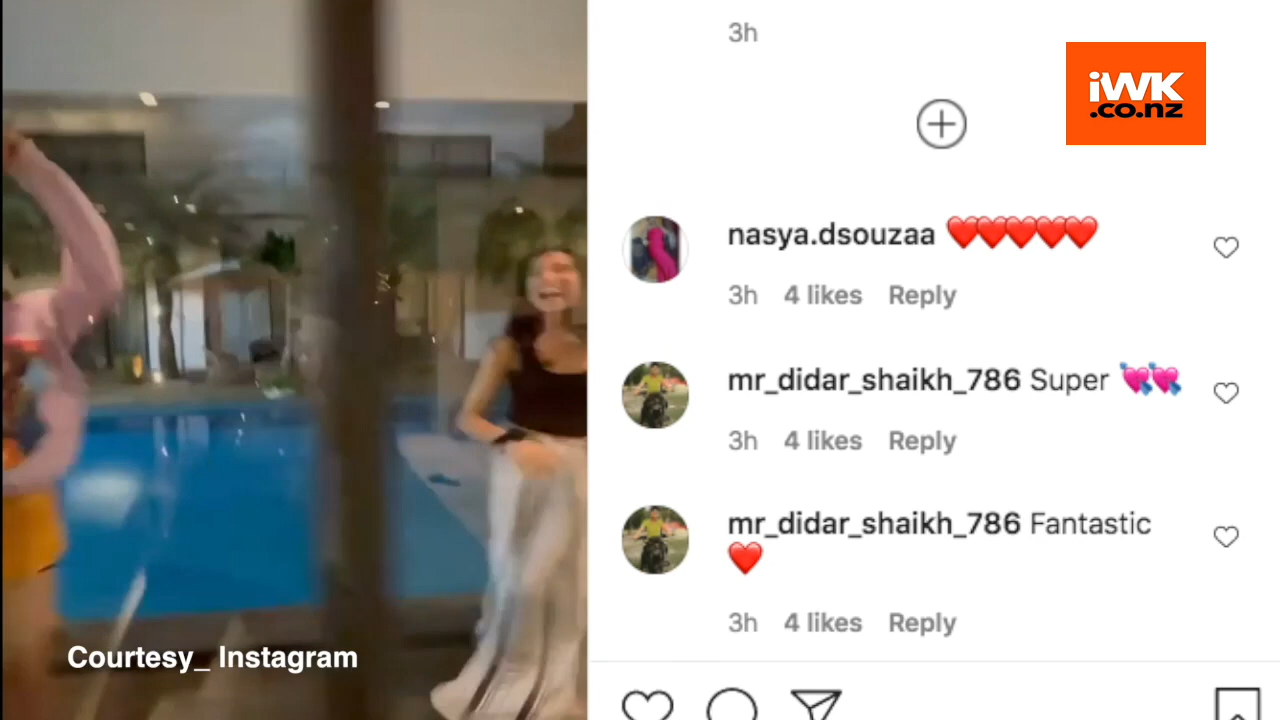 3h
iWK
.co.nz
nasya.dsouzaa ❤️❤️❤️❤️❤️
3h 4 likes Reply
mr_didar_shaikh_786 Super 💘💘
3h 4 likes Reply
mr_didar_shaikh_786 Fantastic
❤️
3h 4 likes Reply
Courtesy_ Instagram